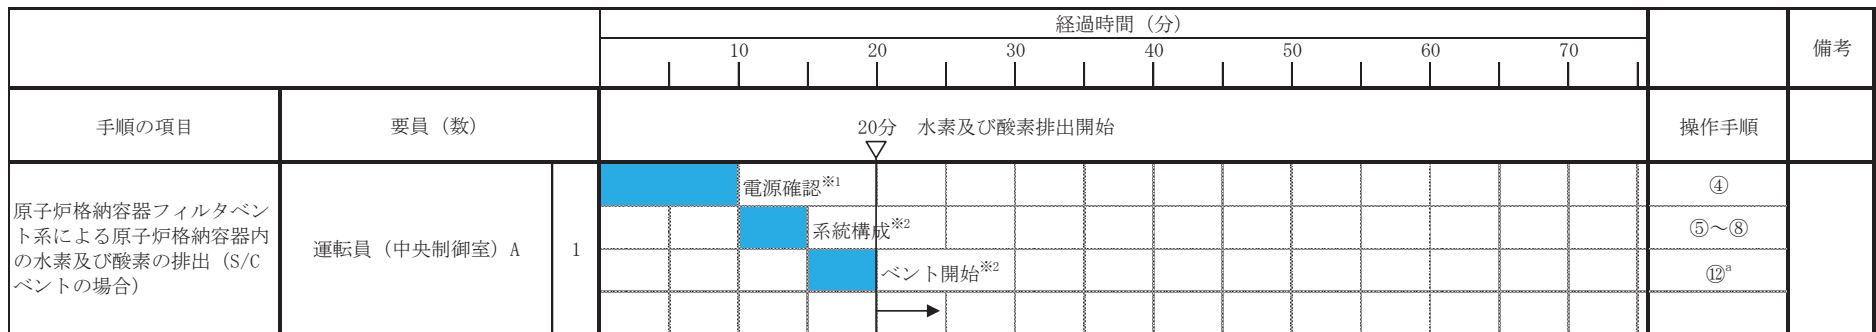 経過時間（分）
備考
10 20 30 40 50 60 70
手順の項目
要員（数）
20分 水素及び酸素排出開始
操作手順
原子炉格納容器フィルタベン
ト系による原子炉格納容器内
の水素及び酸素の排出（S/C
ベントの場合）
運転員（中央制御室）A
1
電源確認※1
④
系統構成※2
⑤～⑧
ベント開始※2
⑫a